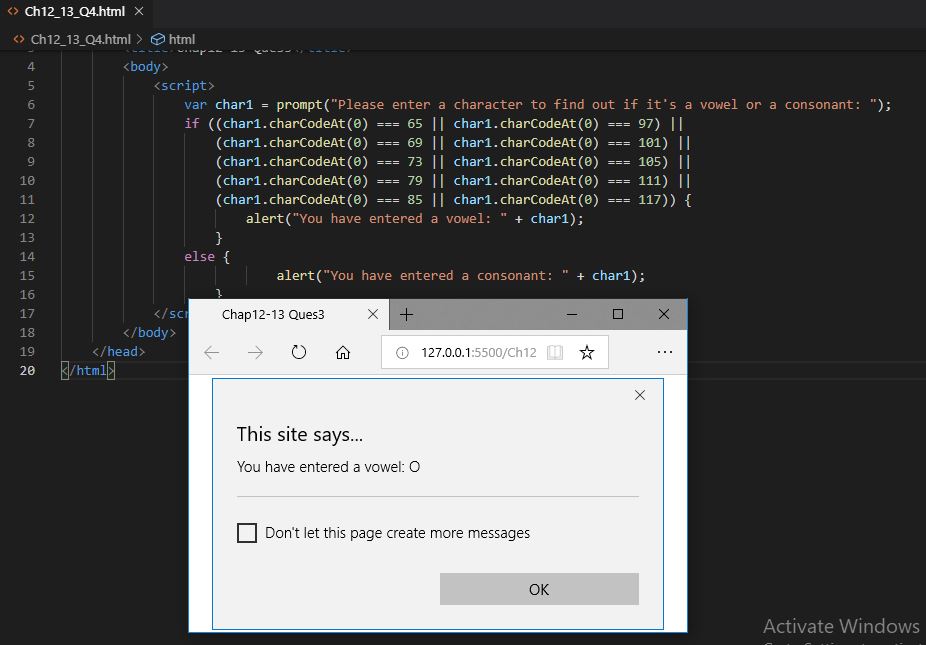 Ch12_13_Q4.html
Ch12_13_Q4.html > html
4 <body>
5 <script>
6 var char1 = prompt("Please enter a character to find out if it's a vowel or a consonant: ");
7 if ((char1.charCodeAt(0) === 65 || char1.charCodeAt(0) === 97) ||
8 (char1.charCodeAt(0) === 69 || char1.charCodeAt(0) === 101) ||
9 (char1.charCodeAt(0) === 73 || char1.charCodeAt(0) === 105) ||
10 (char1.charCodeAt(0) === 79 || char1.charCodeAt(0) === 111) ||
11 (char1.charCodeAt(0) === 85 || char1.charCodeAt(0) === 117)) {
12 alert("You have entered a vowel: " + char1);
13 }
14 else {
15 alert("You have entered a consonant: " + char1);
16 }
17 </scr
18 </body>
19 </head>
20 </html>
Chap12-13 Ques3
127.0.0.1:5500/Ch12
This site says...
You have entered a vowel: O
Don't let this page create more messages
OK
Activate Windows